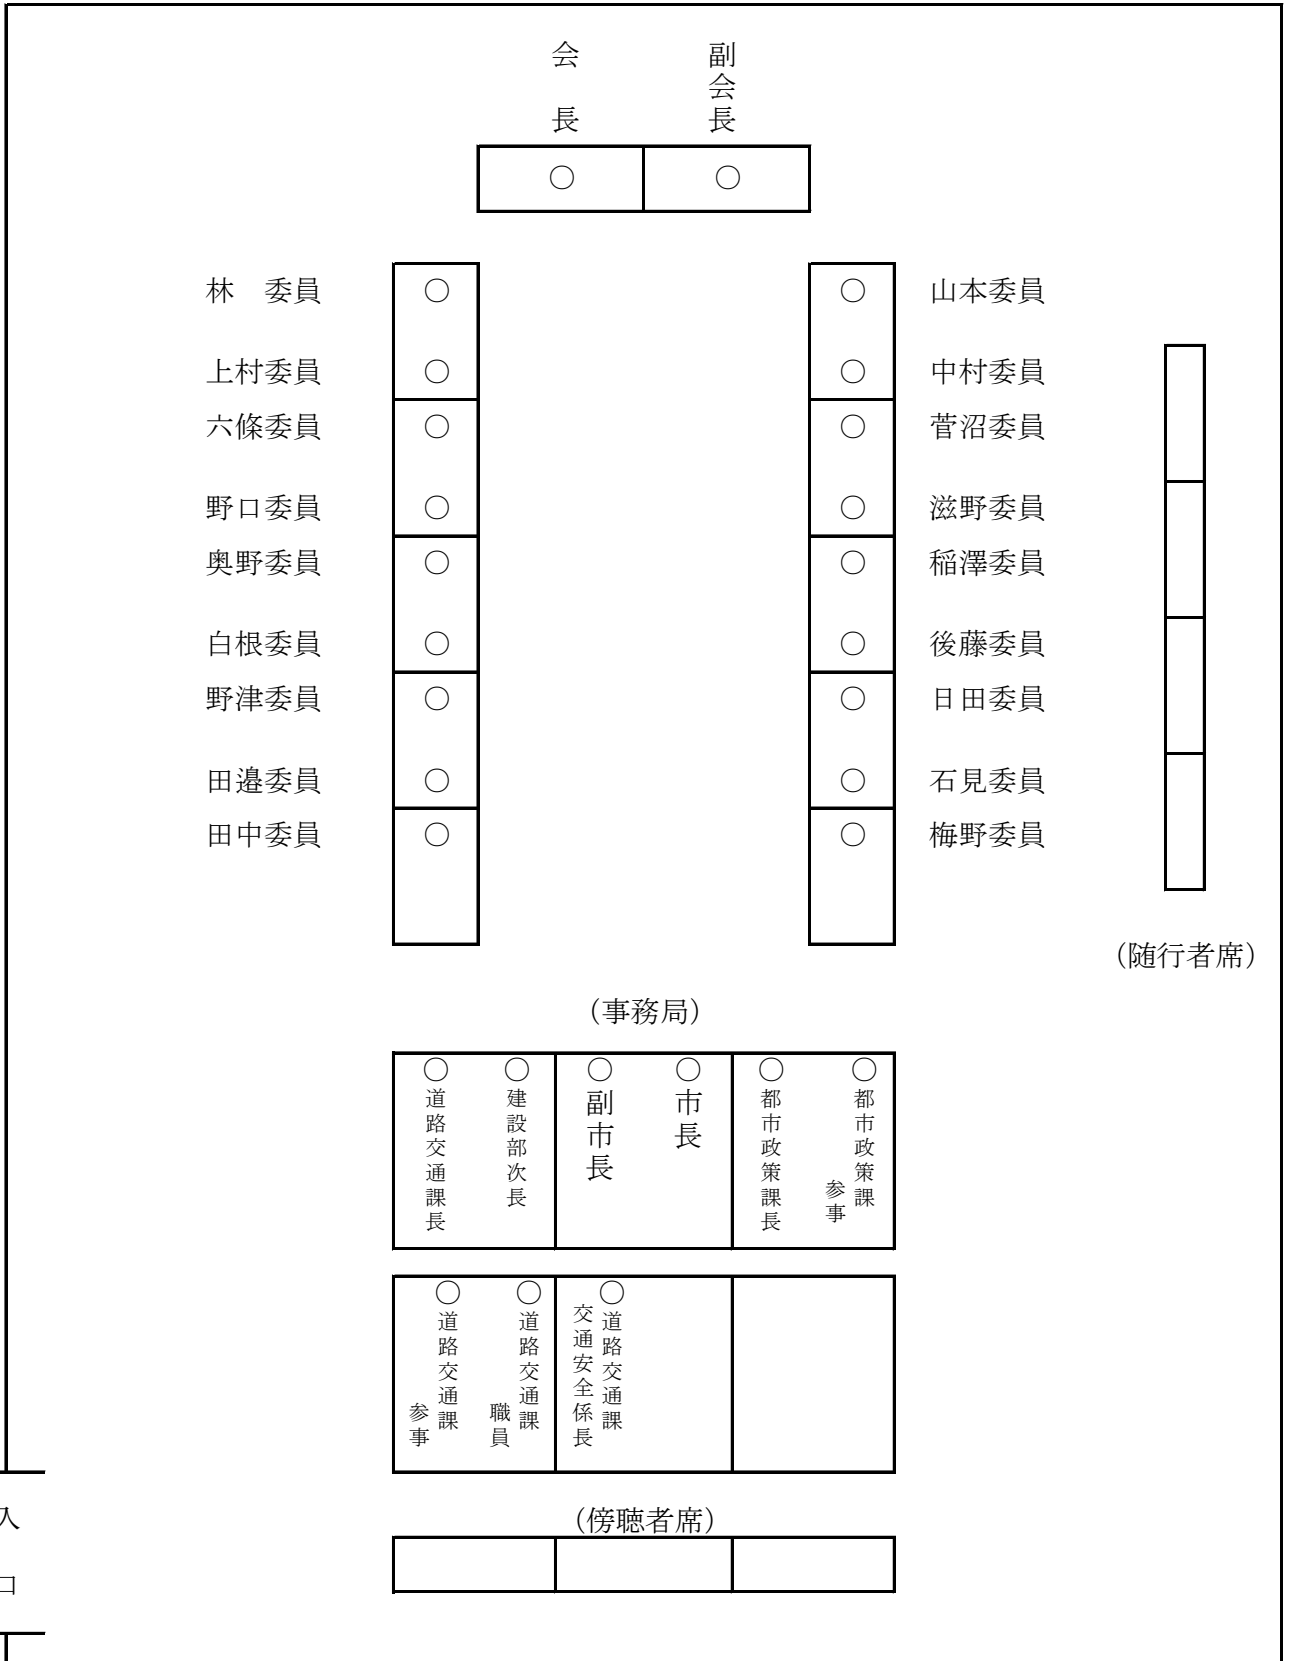 会　長
副会長
○
○
林　委員
○
○
山本委員
上村委員
○
○
中村委員
六條委員
○
○
菅沼委員
野口委員
○
○
滋野委員
奥野委員
○
○
稲澤委員
白根委員
○
○
後藤委員
野津委員
○
○
日田委員
田邉委員
○
○
石見委員
田中委員
○
○
梅野委員
（随行者席）
（事務局）
○道路交通課長
○建設部次長
○副市長
○市長
○都市政策課長
○都市政策課
参事
○道路交通課
参事
○道路交通課
職員
○道路交通課
交通安全係長
（傍聴者席）
入
口